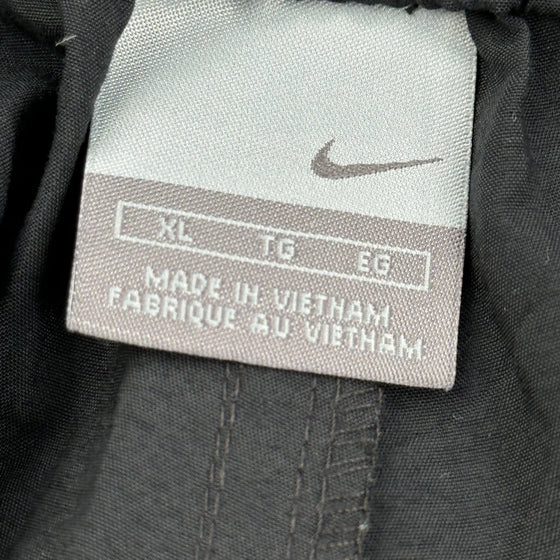 XL TG EG
MADE IN VIETNAM
FABRIQUE AU VIETNAM